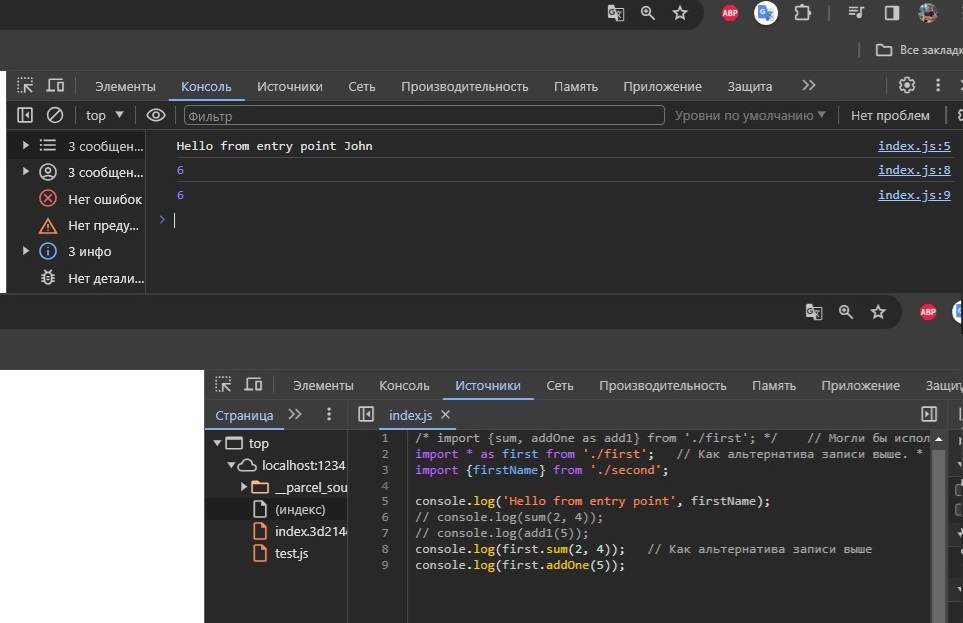 ABP
Все заклад
Элементы Консоль Источники Сеть Производительность Память Приложение Защита
top Фильтр Уровни по умолчанию Нет проблем
3 сообщен... Hello from entry point John index.js:5
3 сообщен... 6 index.js:8
Нет ошибок 6 index.js:9
Нет преду... >
3 инфо
Нет детали...
ABP
Элементы Консоль Источники Сеть Производительность Память Приложение Защи
Страница index.js
top
localhost:1234
__parcel_sou
(индекс)
index.3d214
test.js
1 /* import {sum, addOne as add1} from './first'; */ // Могли бы испол
2 import * as first from './first'; // Как альтернатива записи выше. *
3 import {firstName} from './second';
4
5 console.log('Hello from entry point', firstName);
6 // console.log(sum(2, 4));
7 // console.log(add1(5));
8 console.log(first.sum(2, 4)); // Как альтернатива записи выше
9 console.log(first.addOne(5));